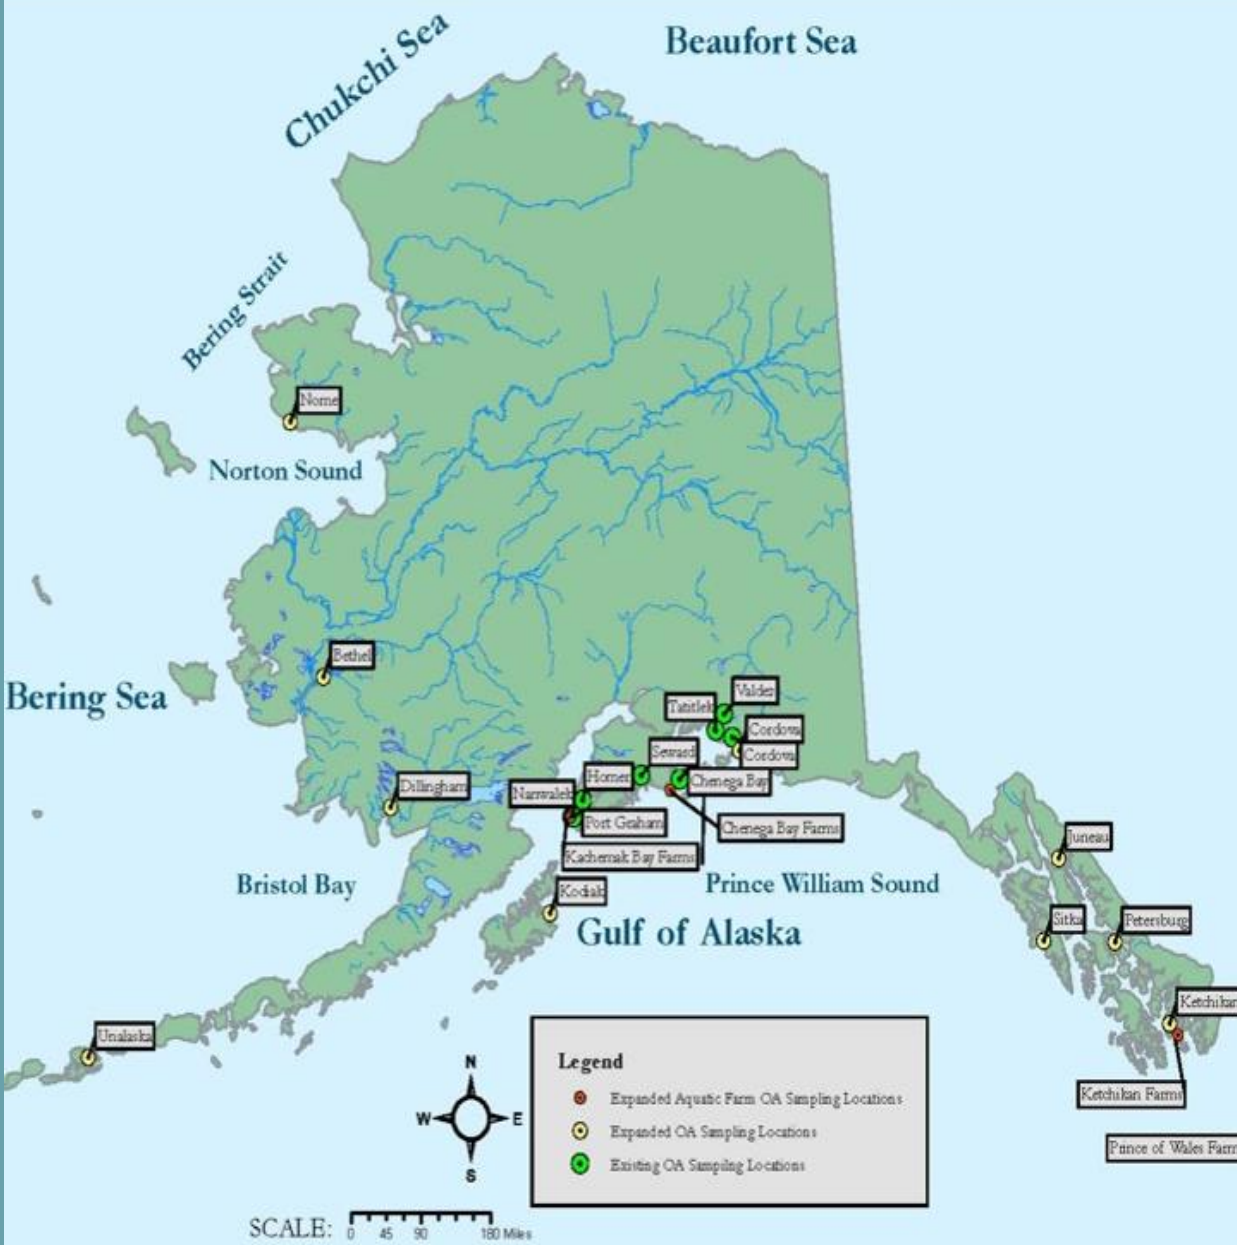 Beaufort Sea
Chukchi Sea
Bering Strait
Nome
Norton Sound
Bethel
Bering Sea
Valdez
Tatitlek
Cordova
Seward
Cordova
Homer
Chenega Bay
Dillingham
Nanwalek
Port Graham
Chenega Bay Farms
Juneau
Kachemak Bay Farms
Bristol Bay
Kodiak
Prince William Sound
Gulf of Alaska
Sitka
Petersburg
Ketchikan
Unalaska
Legend
Expanded Aquatic Farm OA Sampling Locations
Expanded OA Sampling Locations
Existing OA Sampilng Locations
Ketchikan Farms
Prince of Wales Farm
N
W E
S
SCALE: 0 45 90 180 Miles